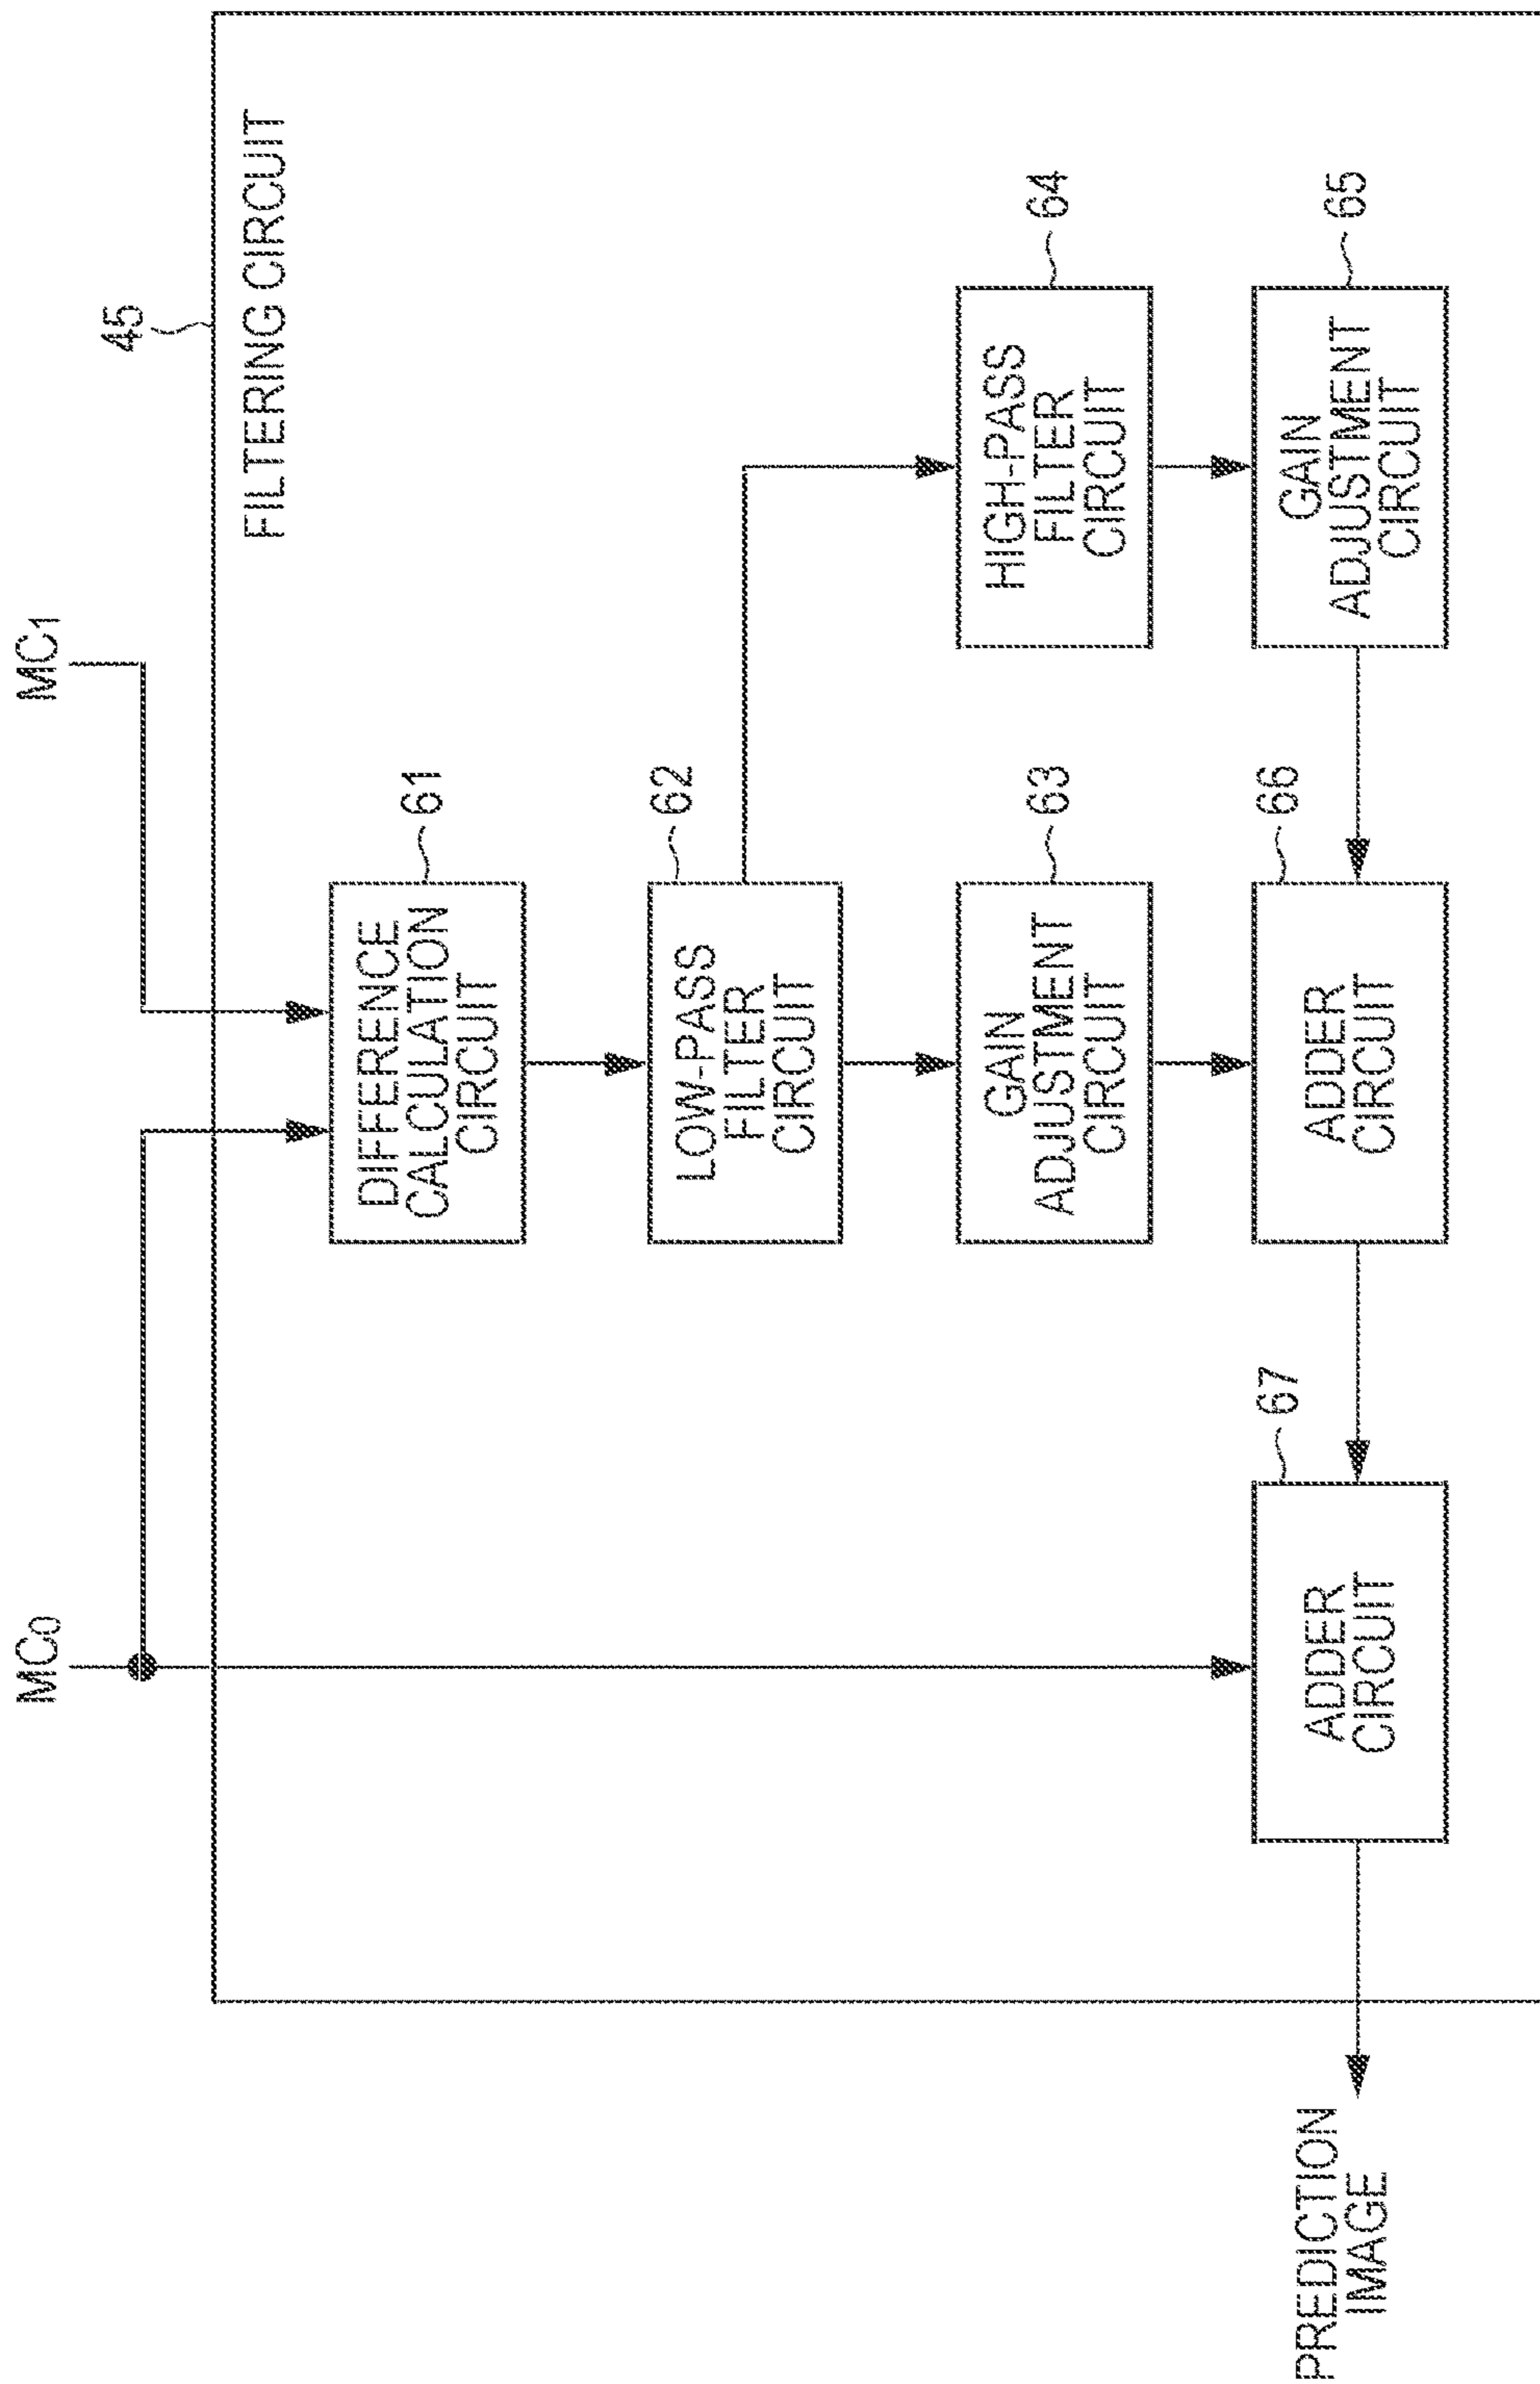 FILTERING CIRCUIT
45
MC0
MC1
DIFFERENCE
CALCULATION
CIRCUIT
61
LOW-PASS
FILTER
CIRCUIT
62
GAIN
ADJUSTMENT
CIRCUIT
63
HIGH-PASS
FILTER
CIRCUIT
64
GAIN
ADJUSTMENT
CIRCUIT
65
ADDER
CIRCUIT
66
ADDER
CIRCUIT
67
PREDICTION
IMAGE